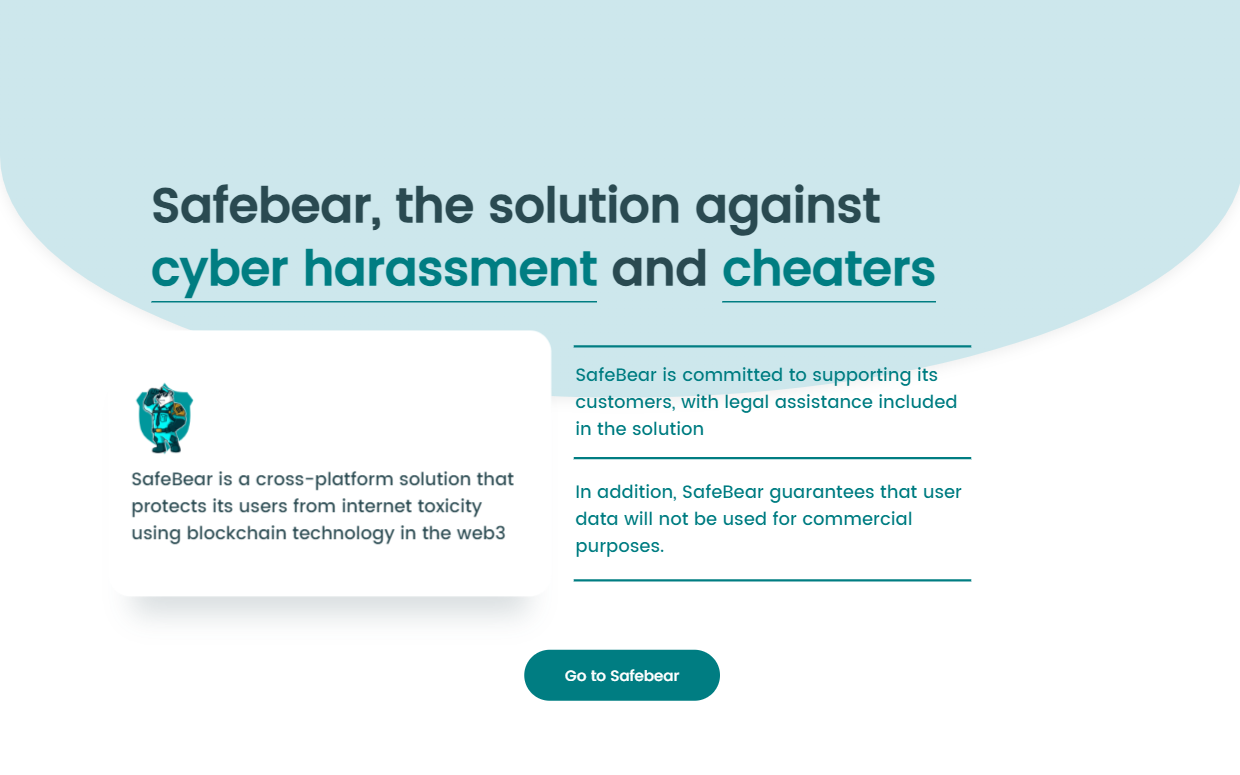 Safebear, the solution against
cyber harassment and cheaters
SafeBear is a cross-platform solution that
protects its users from internet toxicity
using blockchain technology in the web3
SafeBear is committed to supporting its
customers, with legal assistance included
in the solution
In addition, SafeBear guarantees that user
data will not be used for commercial
purposes.
Go to Safebear